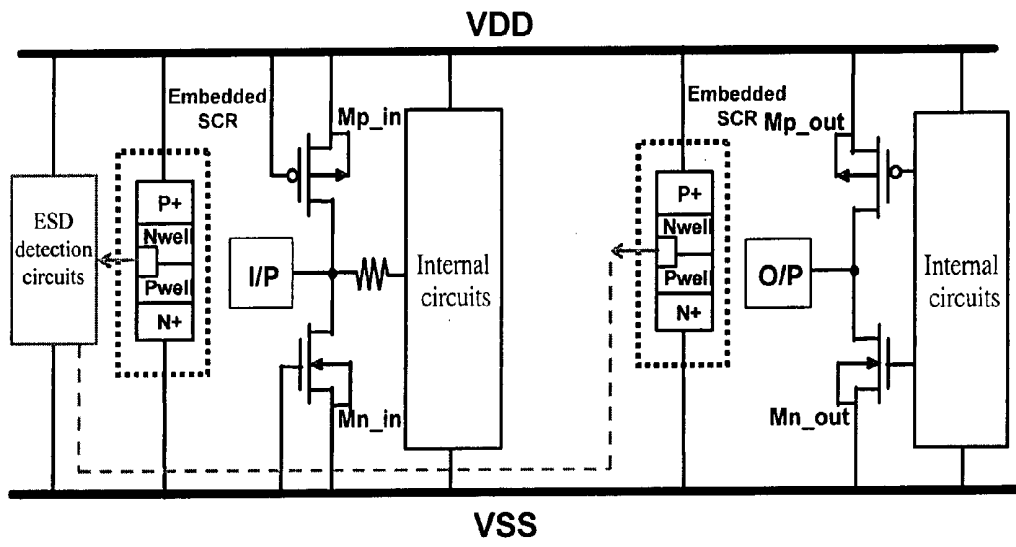 VDD
Embedded
SCR
Mp_in
Embedded
SCR
Mp_out
ESD
detection
circuits
P+
Nwell
Pwell
N+
I/P
Internal
circuits
P+
Nwell
Pwell
N+
O/P
Internal
circuits
Mn_in
Mn_out
VSS